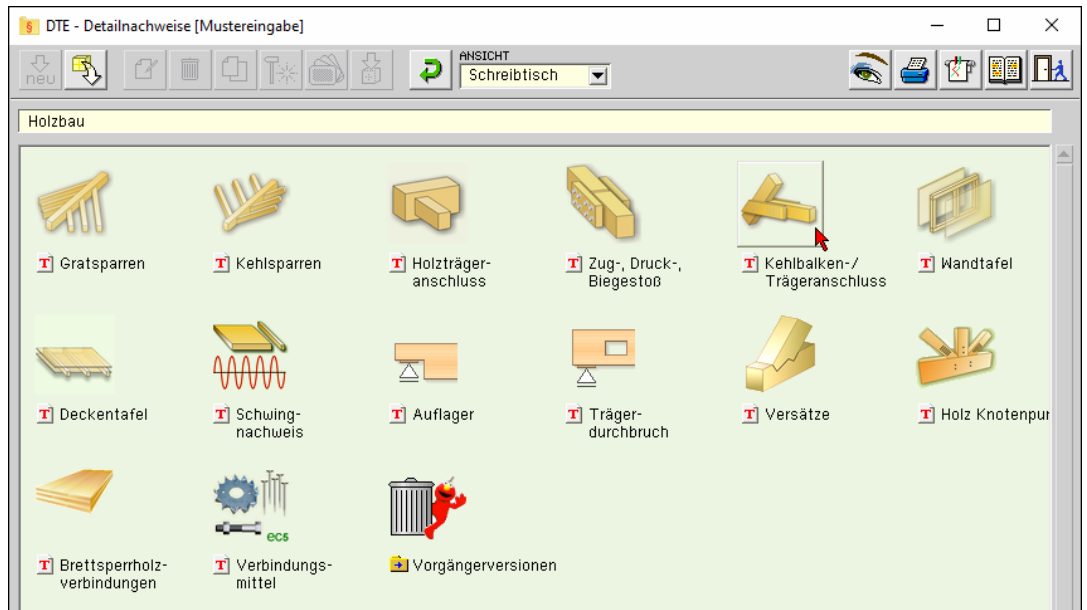 § DTE - Detailnachweise [Mustereingabe]
neu
ANSICHT
Schreibtisch
Holzbau
T Gratsparren
T Kehlsparren
T Holzträger-
anschluss
T Zug-, Druck-,
Biegestoß
T Kehlbalken-/
Trägeranschluss
T Wandtafel
T Deckentafel
T Schwing-
nachweis
T Auflager
T Träger-
durchbruch
T Versätze
T Holz Knotenpur
T Brettsperrholz-
verbindungen
ec5
T Verbindungs-
mittel
Vorgängerversionen